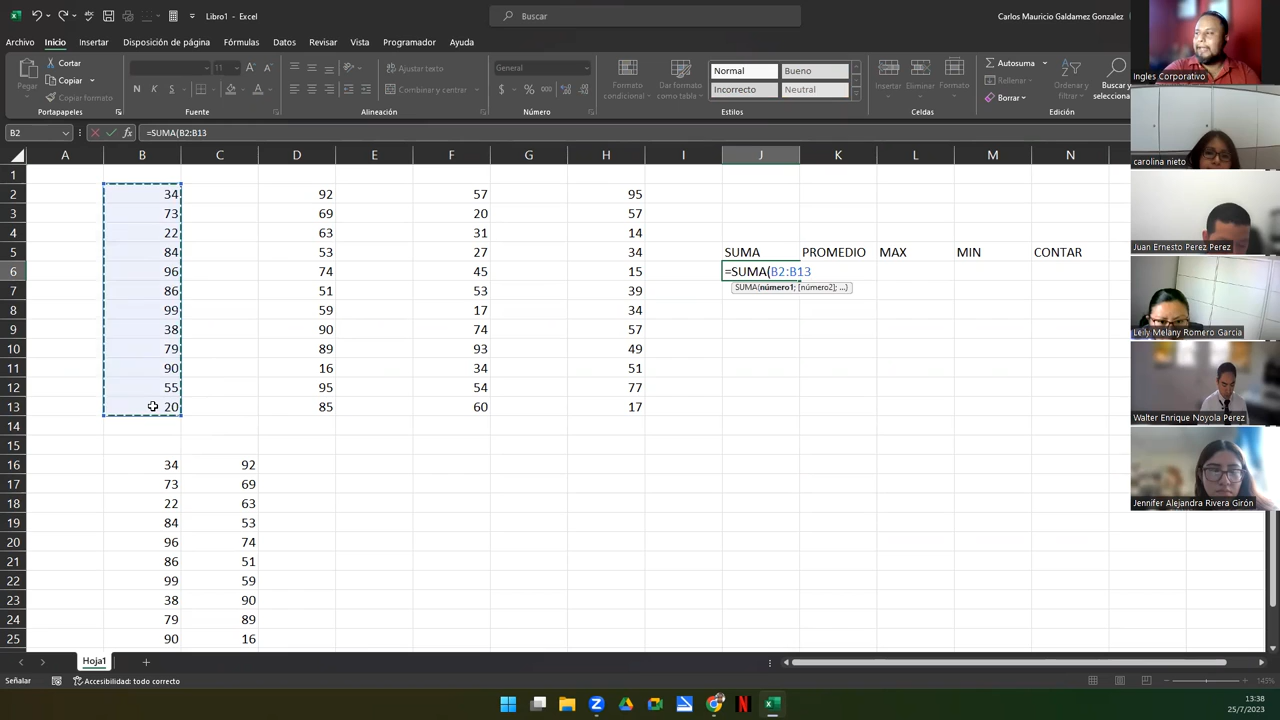 Libro1 - Excel
Buscar
Carlos Mauricio Galdamez Gonzalez
Archivo Inicio Insertar Disposición de página Fórmulas Datos Revisar Vista Programador Ayuda
Pegar
Cortar
Copiar
Copiar formato
Portapapeles
11
N K S
Fuente
Ajustar texto
Combinar y centrar
Alineación
General
Número
Formato condicional
Dar formato como tabla
Normal Bueno
Incorrecto Neutral
Estilos
Insertar Eliminar Formato
Celdas
Autosuma
Rellenar
Borrar
Ordenar y filtrar
Buscar y selecciona
Edición
B2 fx =SUMA(B2:B13
A B C D E F G H I J K L M N
1
2 34 92 57 95
3 73 69 20 57
4 22 63 31 14
5 84 53 27 34 SUMA PROMEDIO MAX MIN CONTAR
6 96 74 45 15 =SUMA(B2:B13
SUMA(número1; [número2]; ...)
7 86 51 53 39
8 99 59 17 34
9 38 90 74 57
10 79 89 93 49
11 90 16 34 51
12 55 95 54 77
13 20 85 60 17
14
15
16 34 92
17 73 69
18 22 63
19 84 53
20 96 74
21 86 51
22 99 59
23 38 90
24 79 89
25 90 16
Hoja1
Señalar
Accesibilidad: todo correcto
145%
13:38
25/7/2023
Ingles Corporativo
carolina nieto
Juan Ernesto Perez Perez
Leily Melany Romero Garcia
Walter Enrique Noyola Perez
Jennifer Alejandra Rivera Girón